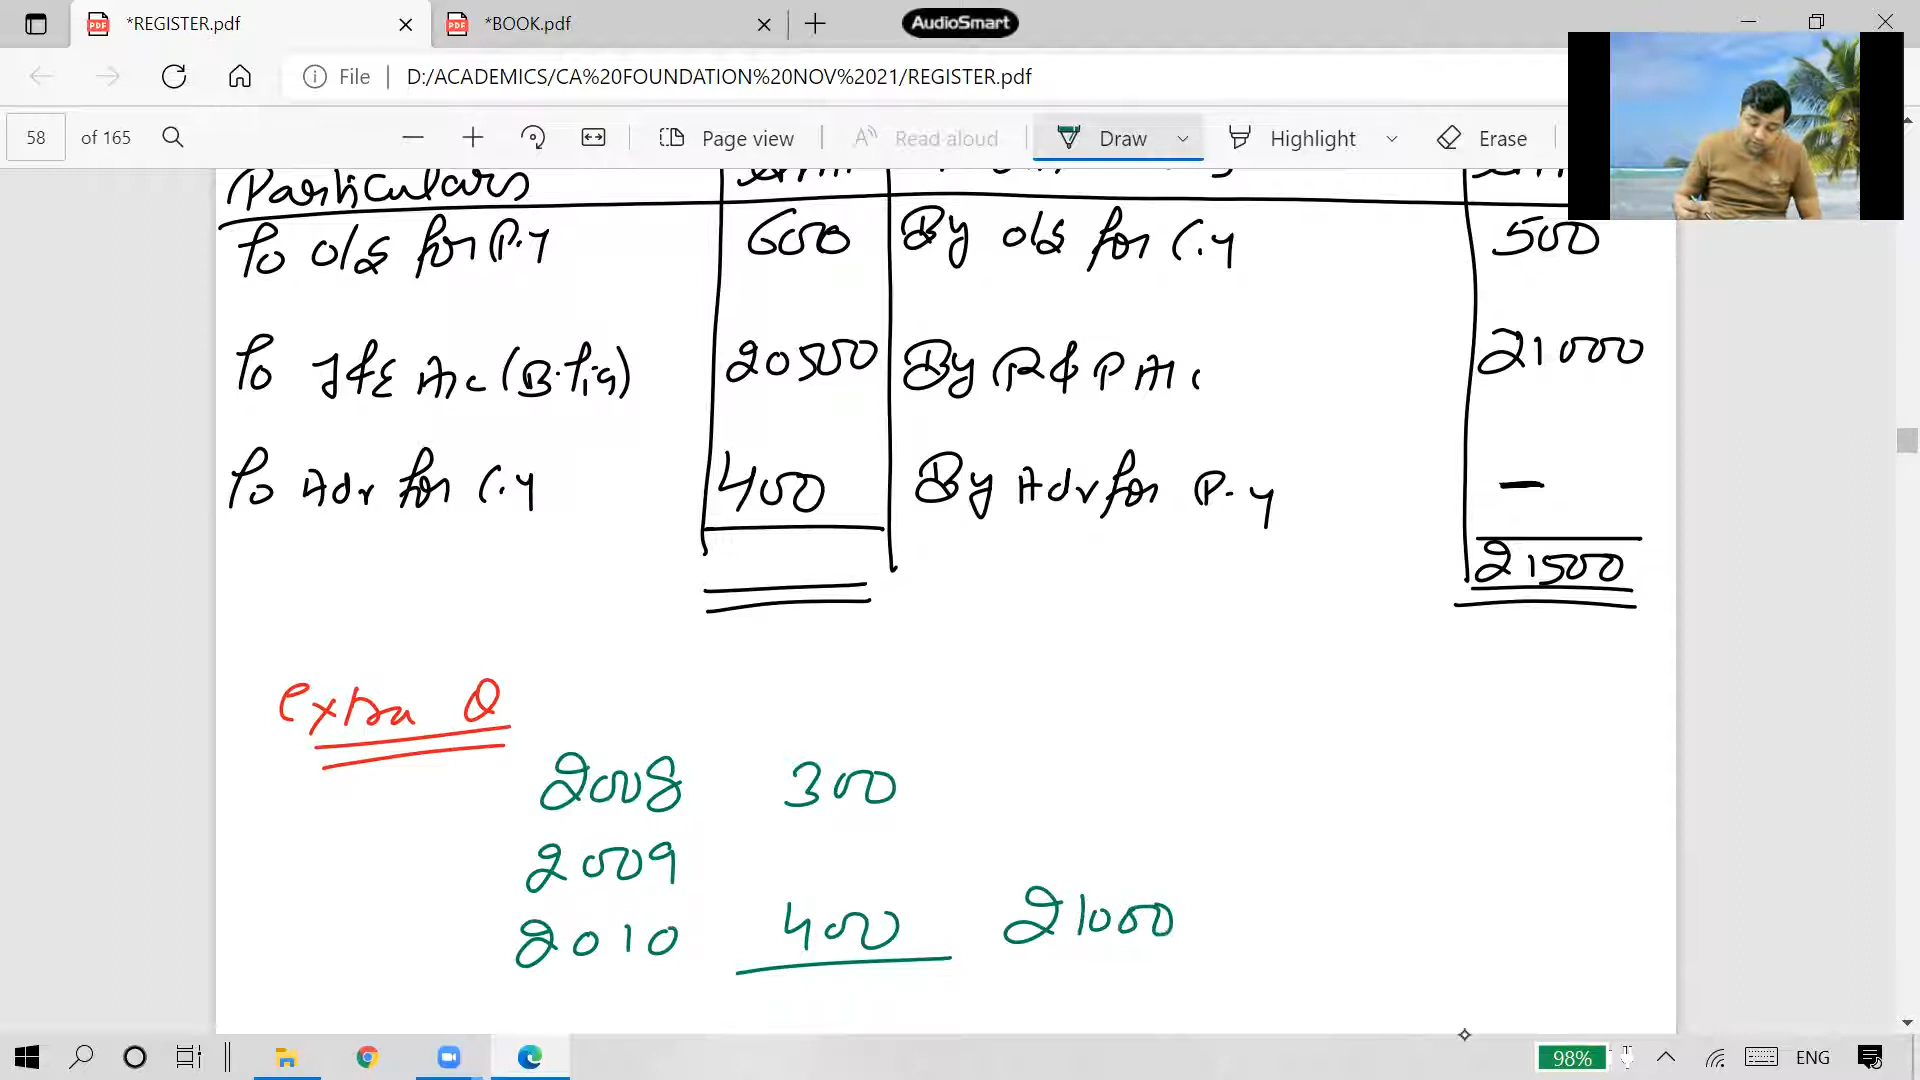 *REGISTER.pdf
*BOOK.pdf
AudioSmart
File D:/ACADEMICS/CA%20FOUNDATION%20NOV%2021/REGISTER.pdf
58 of 165 Page view Read aloud Draw Highlight Erase
Particulars
To O/s for P.Y 600 By O/s for C.Y 500
To I&E A/c (B.fig) 20500 By R&P A/c 21000
To Adv for C.Y 400 By Adv for P.Y —
21500
Extra Q
2008 300
2009
2010 400 21000
98% ENG